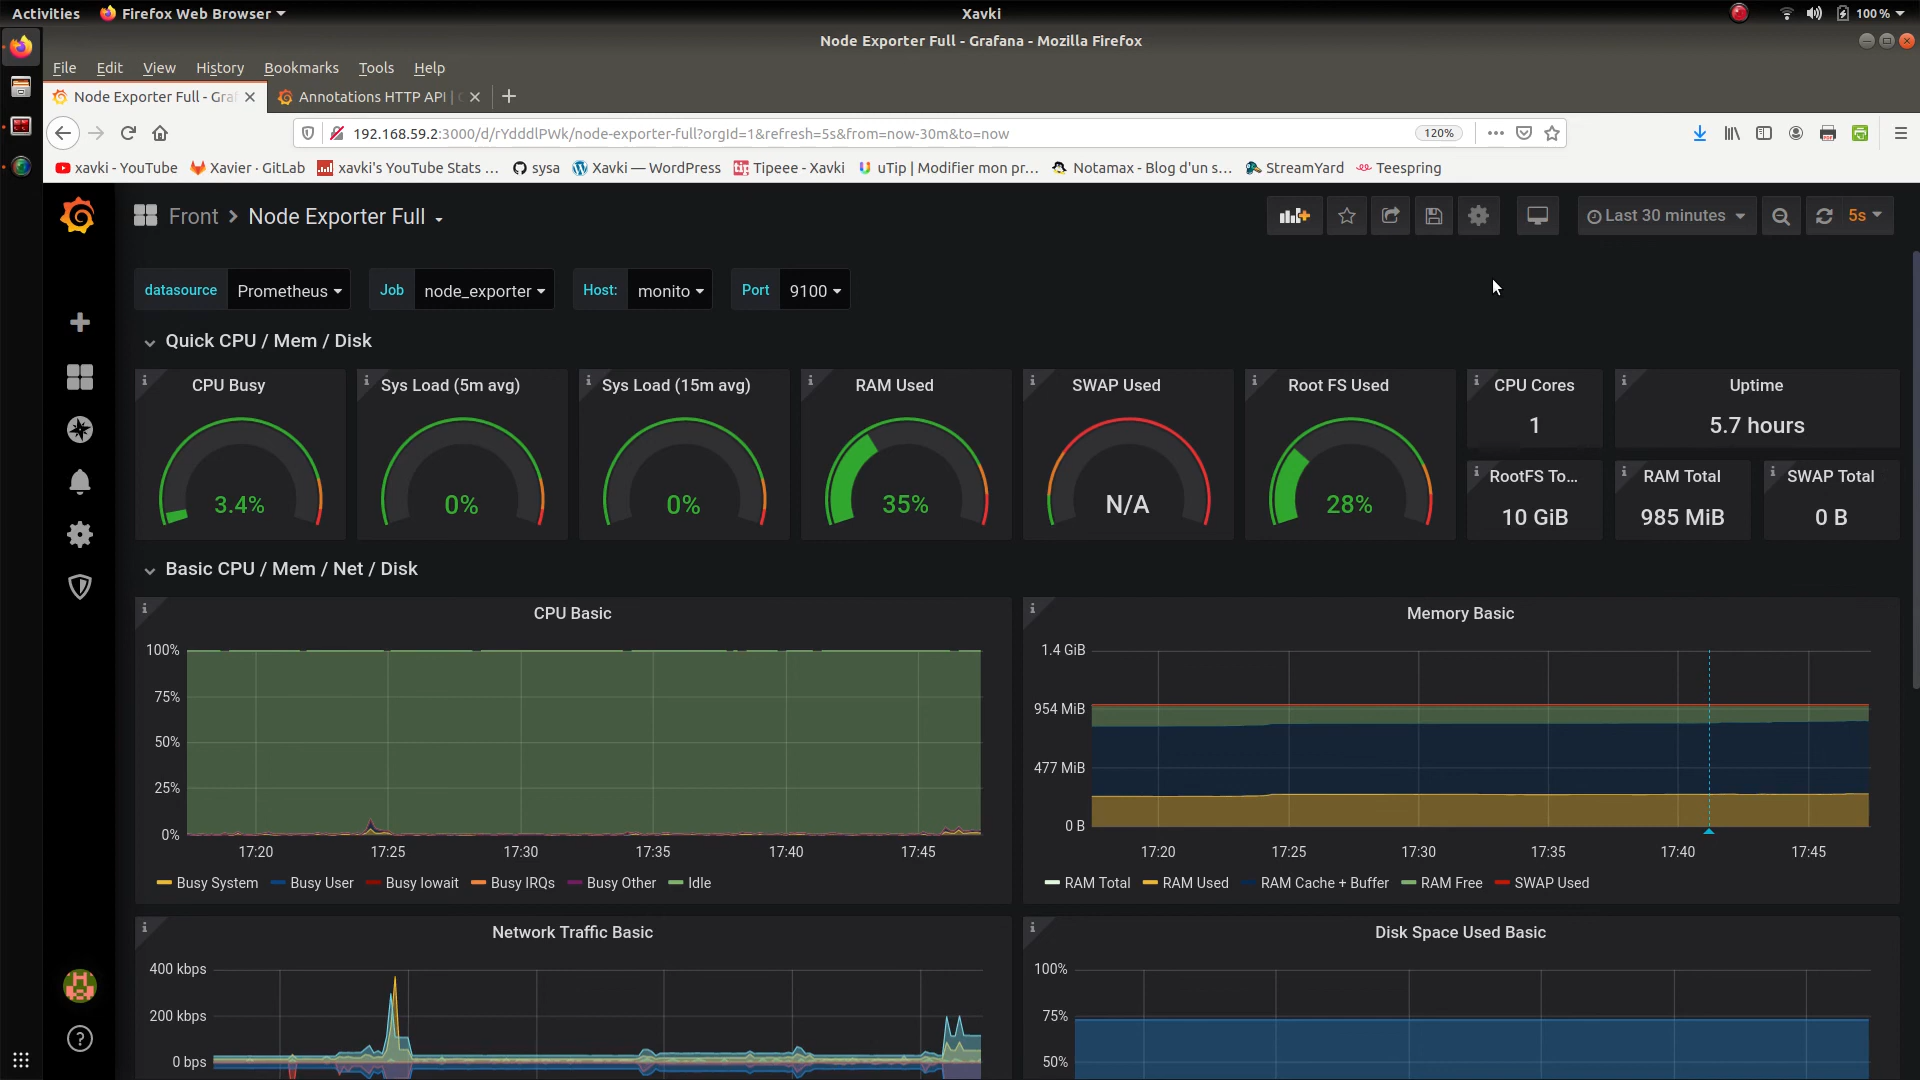 Activities Firefox Web Browser Xavki 100 %
Node Exporter Full - Grafana - Mozilla Firefox
File Edit View History Bookmarks Tools Help
Node Exporter Full - Graf Annotations HTTP API |
192.168.59.2:3000/d/rYdddlPWk/node-exporter-full?orgId=1&refresh=5s&from=now-30m&to=now 120%
xavki - YouTube Xavier · GitLab xavki's YouTube Stats ... sysa Xavki — WordPress Tipeee - Xavki uTip | Modifier mon pr... Notamax - Blog d'un s... StreamYard Teespring
Front > Node Exporter Full Last 30 minutes 5s
datasource Prometheus Job node_exporter Host: monito Port 9100
Quick CPU / Mem / Disk
CPU Busy Sys Load (5m avg) Sys Load (15m avg) RAM Used SWAP Used Root FS Used CPU Cores Uptime
1 5.7 hours
RootFS To... RAM Total SWAP Total
3.4% 0% 0% 35% N/A 28% 10 GiB 985 MiB 0 B
Basic CPU / Mem / Net / Disk
CPU Basic
100%
75%
50%
25%
0%
17:20 17:25 17:30 17:35 17:40 17:45
Busy System Busy User Busy Iowait Busy IRQs Busy Other Idle
Memory Basic
1.4 GiB
954 MiB
477 MiB
0 B
17:20 17:25 17:30 17:35 17:40 17:45
RAM Total RAM Used RAM Cache + Buffer RAM Free SWAP Used
Network Traffic Basic
400 kbps
200 kbps
0 bps
Disk Space Used Basic
100%
75%
50%